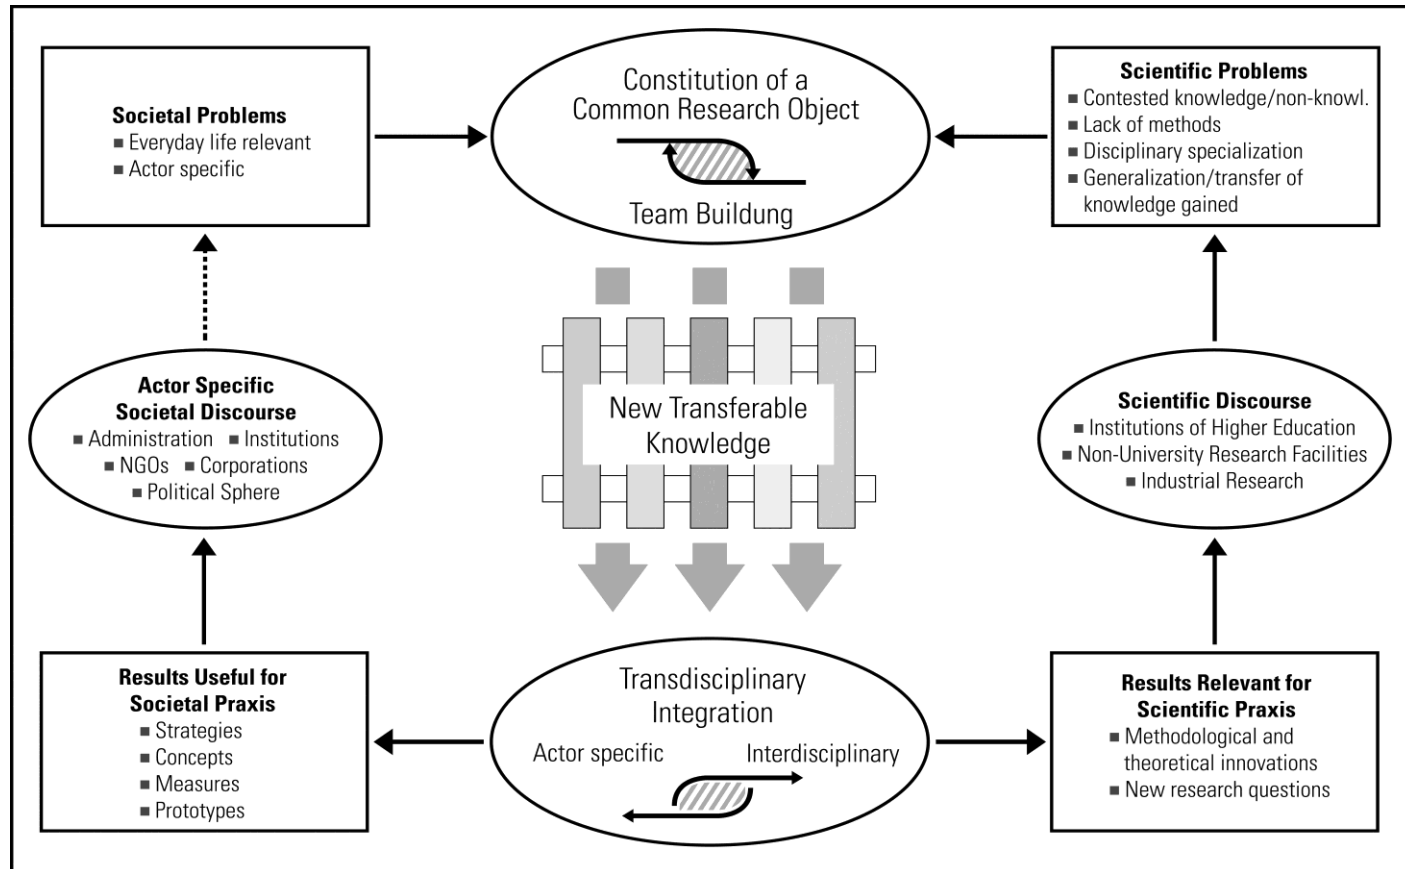 Societal Problems
■ Everyday life relevant
■ Actor specific
Constitution of a
Common Research Object
Team Buildung
Scientific Problems
■ Contested knowledge/non-knowl.
■ Lack of methods
■ Disciplinary specialization
■ Generalization/transfer of
knowledge gained
Actor Specific
Societal Discourse
■ Administration ■ Institutions
■ NGOs ■ Corporations
■ Political Sphere
New Transferable
Knowledge
Scientific Discourse
■ Institutions of Higher Education
■ Non-University Research Facilities
■ Industrial Research
Results Useful for
Societal Praxis
■ Strategies
■ Concepts
■ Measures
■ Prototypes
Transdisciplinary
Integration
Actor specific Interdisciplinary
Results Relevant for
Scientific Praxis
■ Methodological and
theoretical innovations
■ New research questions